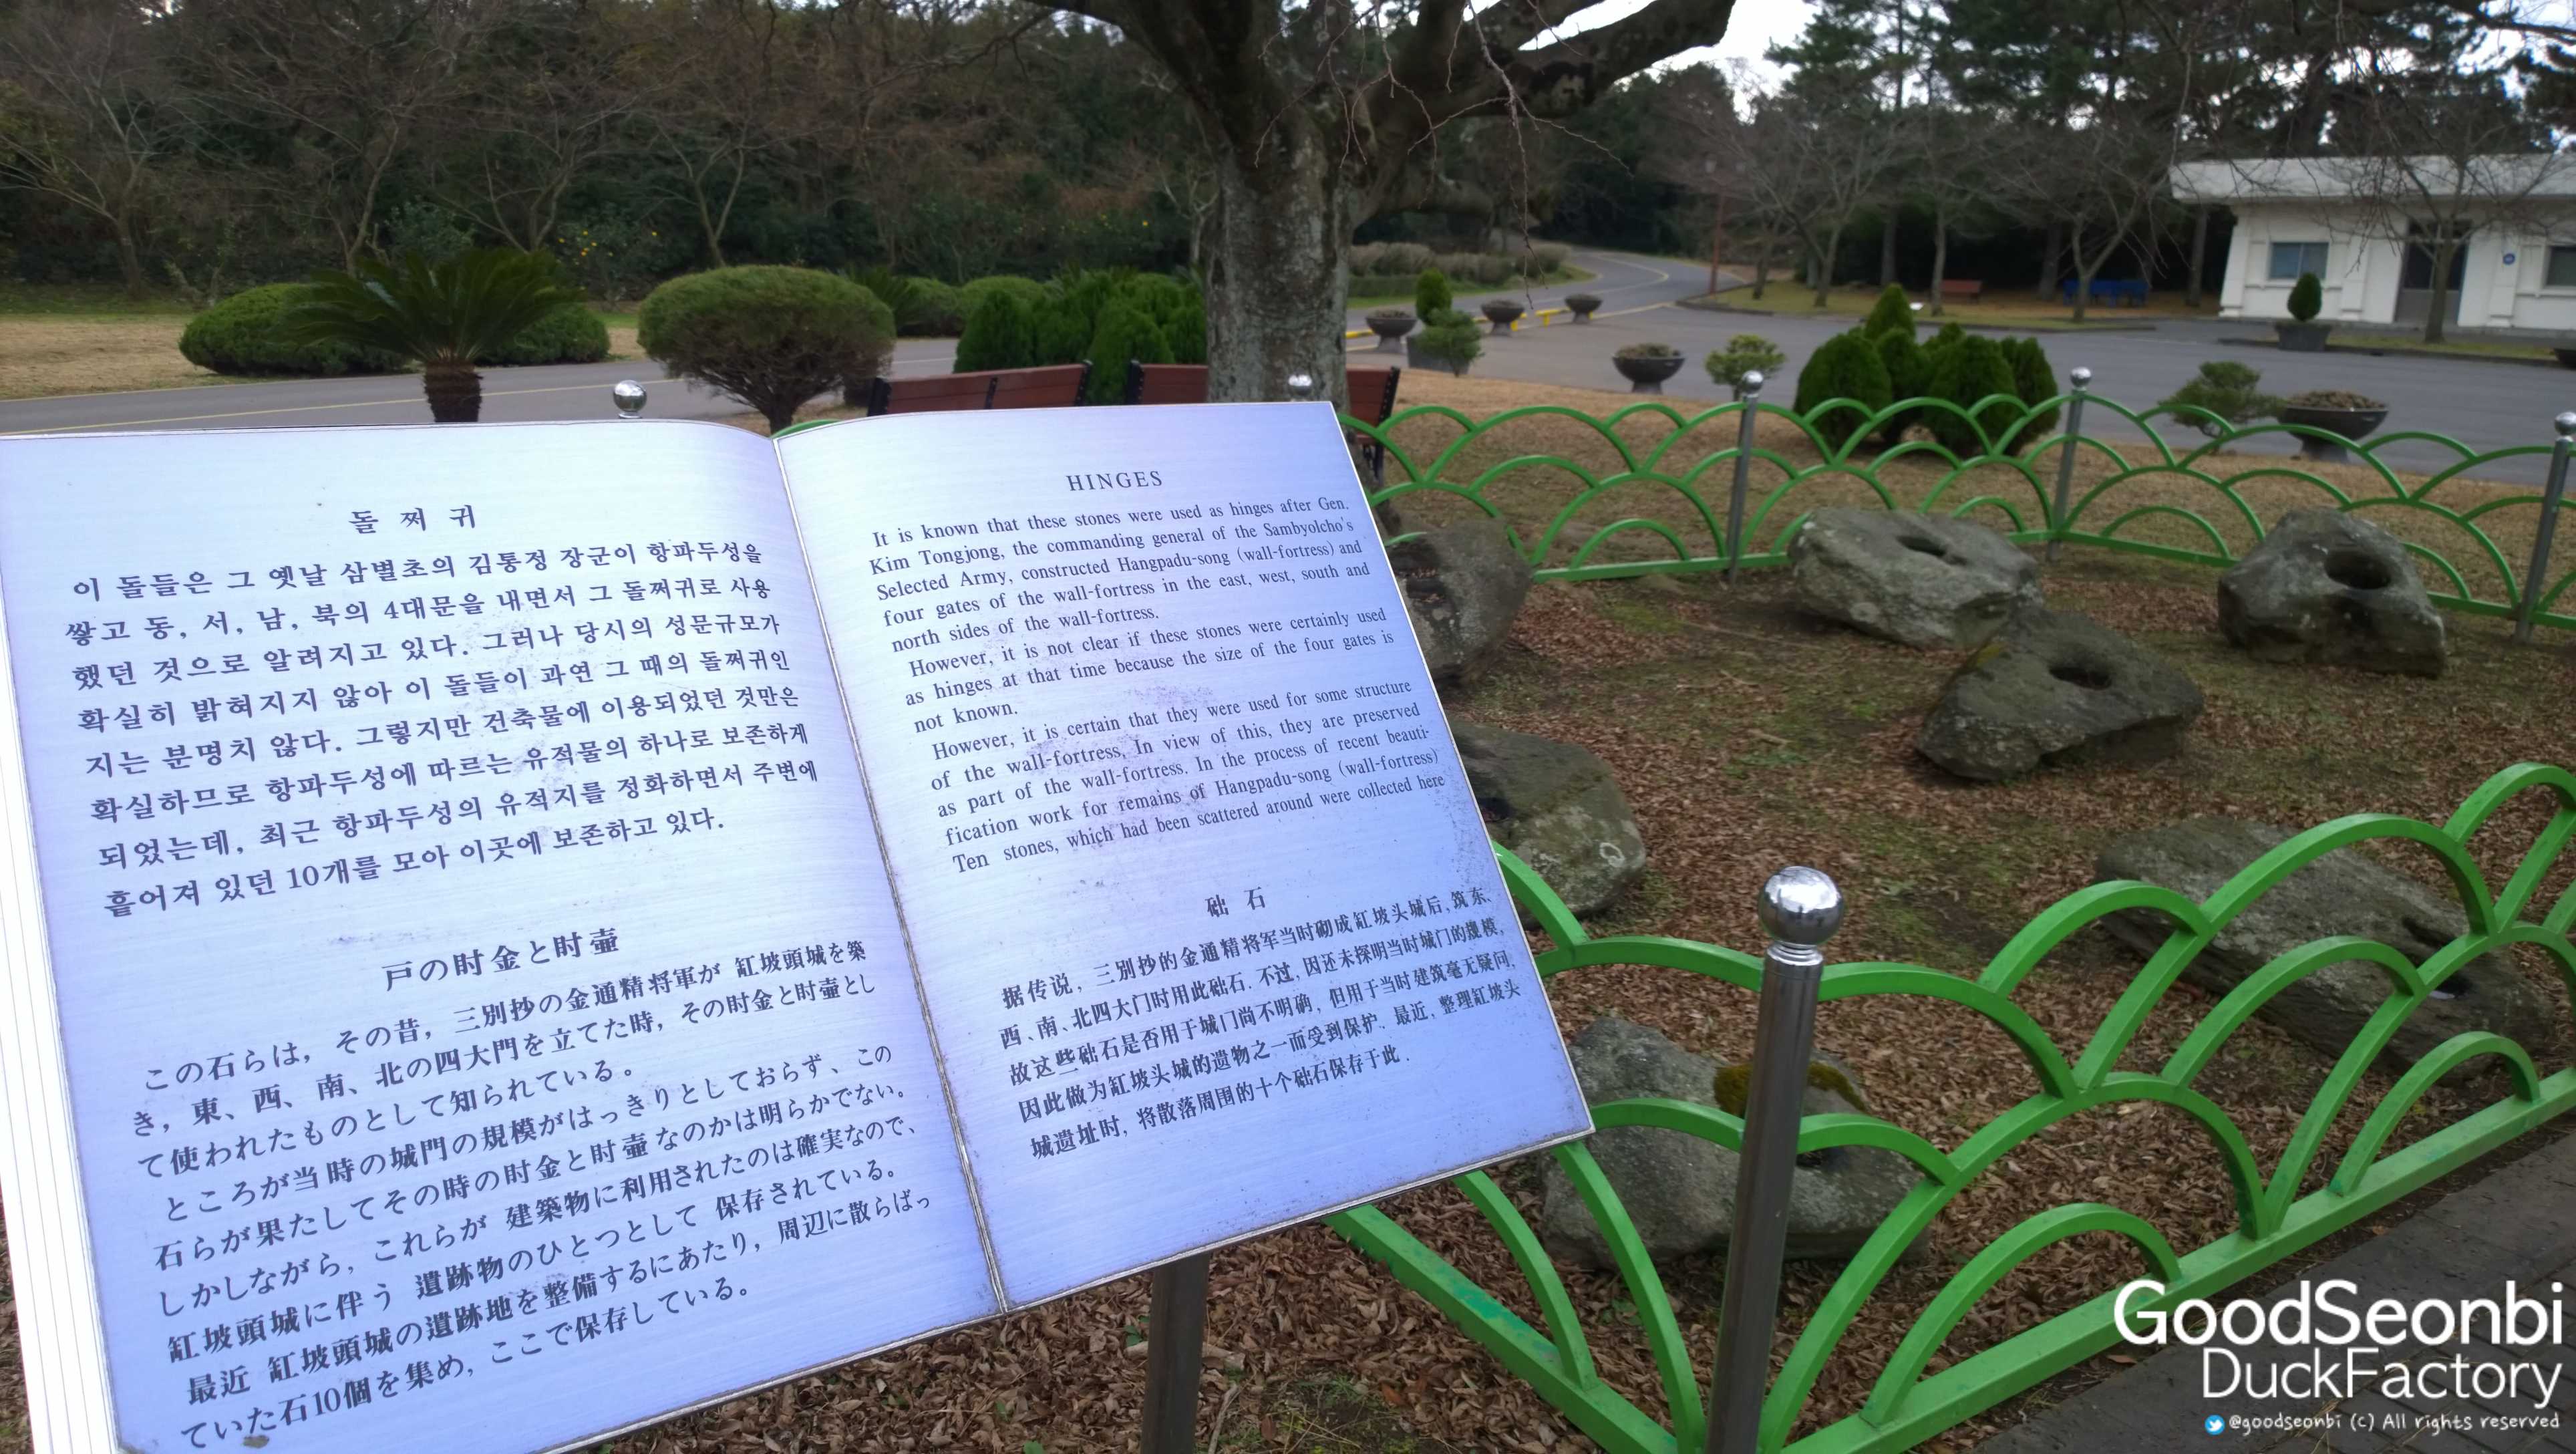 돌 쩌 귀
이 돌들은 그 옛날 삼별초의 김통정 장군이 항파두성을
쌓고 동, 서, 남, 북의 4대문을 내면서 그 돌쩌귀로 사용
했던 것으로 알려지고 있다. 그러나 당시의 성문규모가
확실히 밝혀지지 않아 이 돌들이 과연 그 때의 돌쩌귀인
지는 분명치 않다. 그렇지만 건축물에 이용되었던 것만은
확실하므로 항파두성에 따르는 유적물의 하나로 보존하게
되었는데, 최근 항파두성의 유적지를 정화하면서 주변에
흩어져 있던 10개를 모아 이곳에 보존하고 있다.
戸の肘金と肘壷
この石らは, その昔, 三別抄の金通精将軍が 缸坡頭城を築
き, 東、西、南、北の四大門を立てた時, その肘金と肘壷とし
て使われたものとして知られている。
ところが当時の城門の規模がはっきりとしておらず、この
石らが果たしてその時の肘金と肘壷なのかは明らかでない。
しかしながら, これらが 建築物に利用されたのは確実なので、
缸坡頭城に伴う 遺跡物のひとつとして 保存されている。
最近 缸坡頭城の遺跡地を整備するにあたり, 周辺に散らばっ
ていた石10個を集め, ここで保存している。
HINGES
It is known that these stones were used as hinges after Gen.
Kim Tongjong, the commanding general of the Sambyolcho's
Selected Army, constructed Hangpadu-song (wall-fortress) and
four gates of the wall-fortress in the east, west, south and
north sides of the wall-fortress.
However, it is not clear if these stones were certainly used
as hinges at that time because the size of the four gates is
not known.
However, it is certain that they were used for some structure
of the wall-fortress, In view of this, they are preserved
as part of the wall-fortress. In the process of recent beauti-
fication work for remains of Hangpadu-song (wall-fortress)
Ten stones, which had been scattered around were collected here
础 石
据传说, 三别抄的金通精将军当时砌成缸坡头城后, 筑东、
西、南、北四大门时用此础石. 不过, 因还未探明当时城门的规模,
故这些础石是否用于城门尚不明确, 但用于当时建筑毫无疑问,
因此做为缸坡头城的遗物之一而受到保护. 最近, 整理缸坡头
城遗址时, 将散落周围的十个础石保存于此.
GoodSeonbi
DuckFactory
@goodseonbi (c) All rights reserved